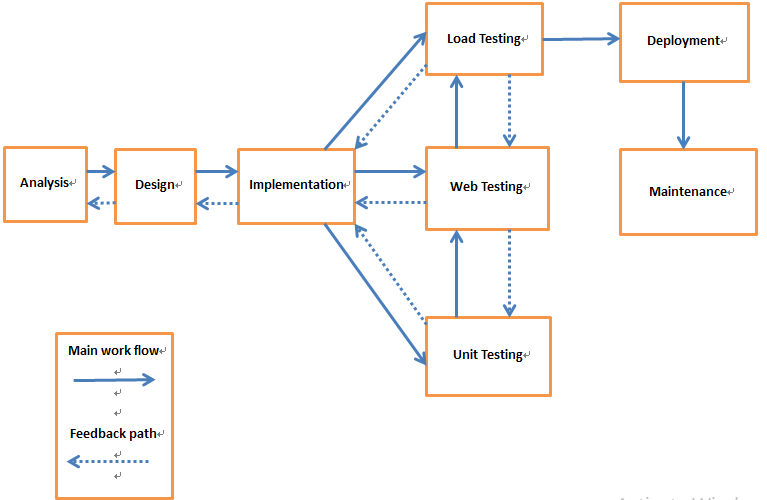 Load Testing
Deployment
Analysis
Design
Implementation
Web Testing
Maintenance
Unit Testing
Main work flow
Feedback path